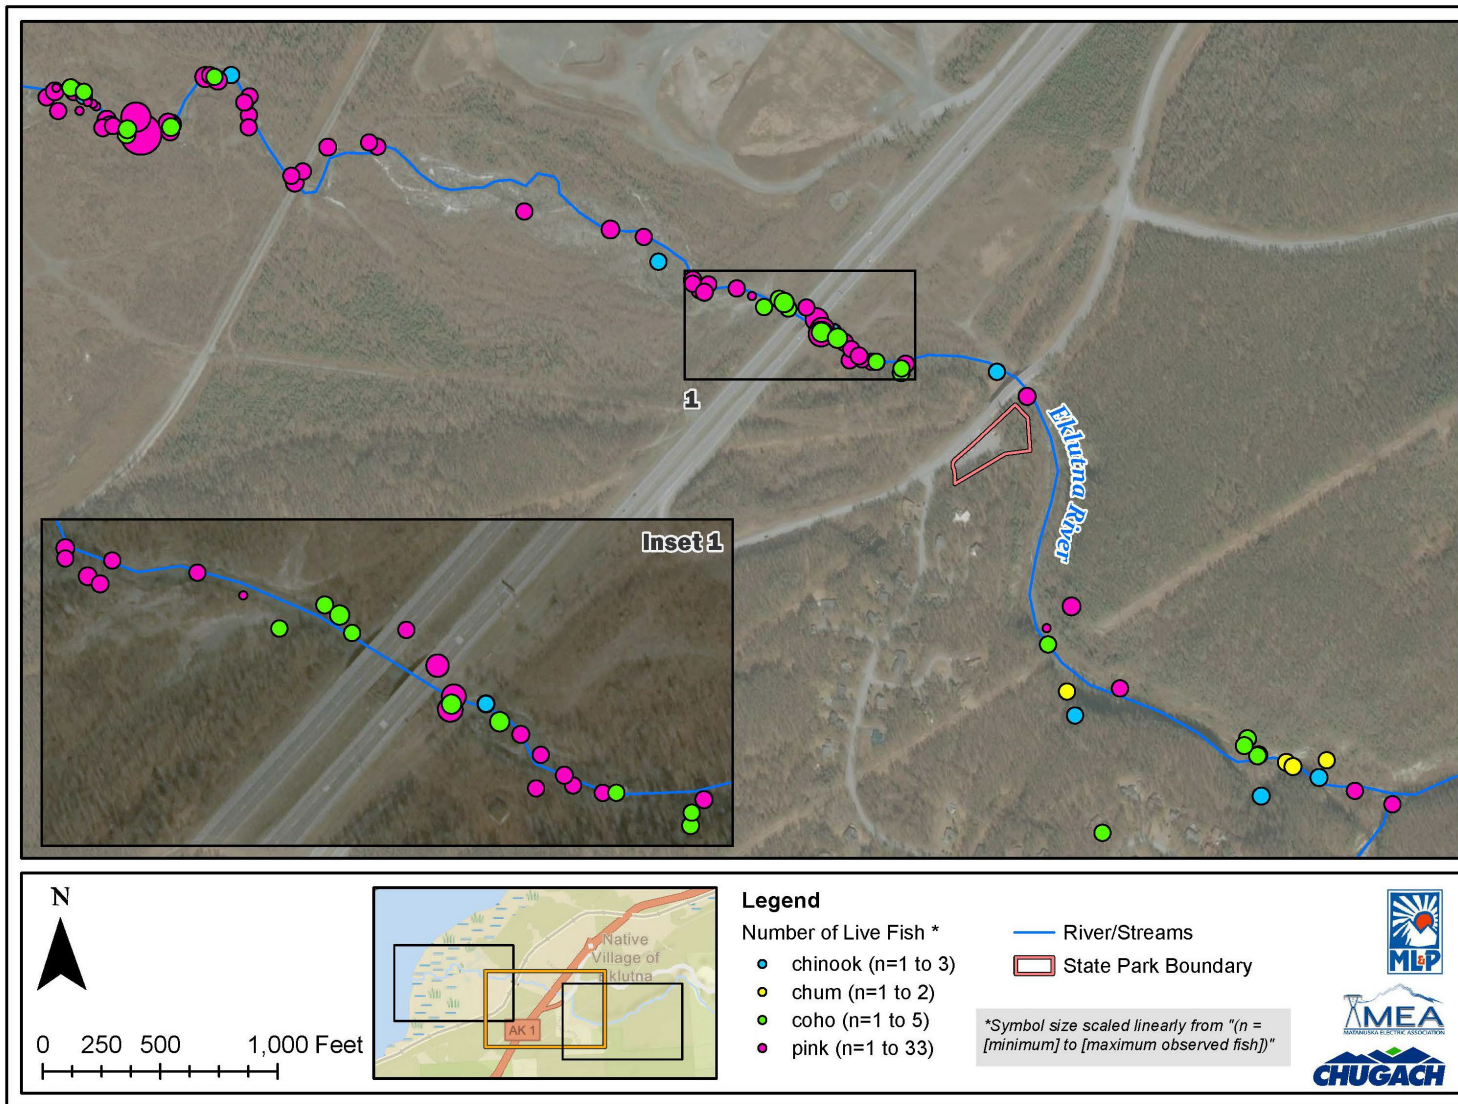 1
Eklutna River
Inset 1
N
0 250 500 1,000 Feet
Native
Village of
Eklutna
AK 1
Legend
Number of Live Fish *
chinook (n=1 to 3)
chum (n=1 to 2)
coho (n=1 to 5)
pink (n=1 to 33)
River/Streams
State Park Boundary
*Symbol size scaled linearly from "(n =
[minimum] to [maximum observed fish])"
ML&P
MEA
MATANUSKA ELECTRIC ASSOCIATION
CHUGACH